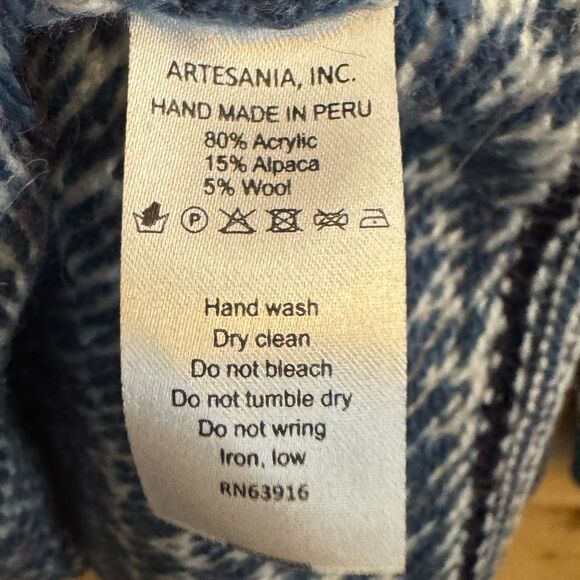 ARTESANIA, INC.
HAND MADE IN PERU
80% Acrylic
15% Alpaca
5% Wool
P
Hand wash
Dry clean
Do not bleach
Do not tumble dry
Do not wring
Iron, low
RN63916